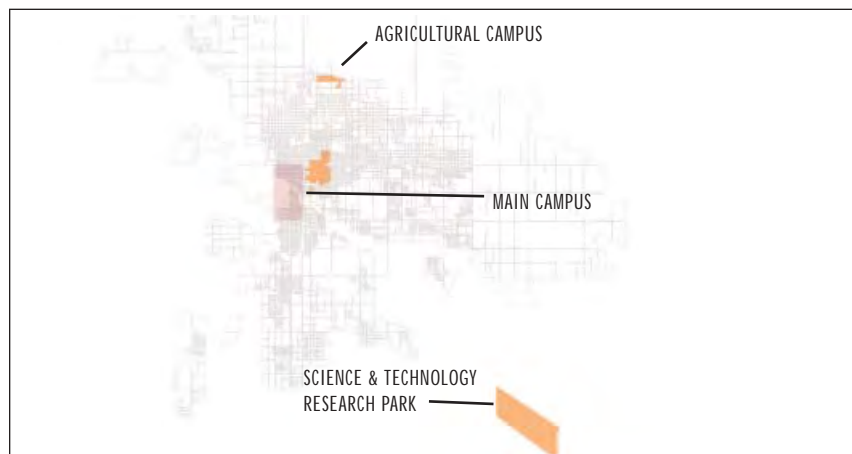 AGRICULTURAL CAMPUS
MAIN CAMPUS
SCIENCE & TECHNOLOGY
RESEARCH PARK